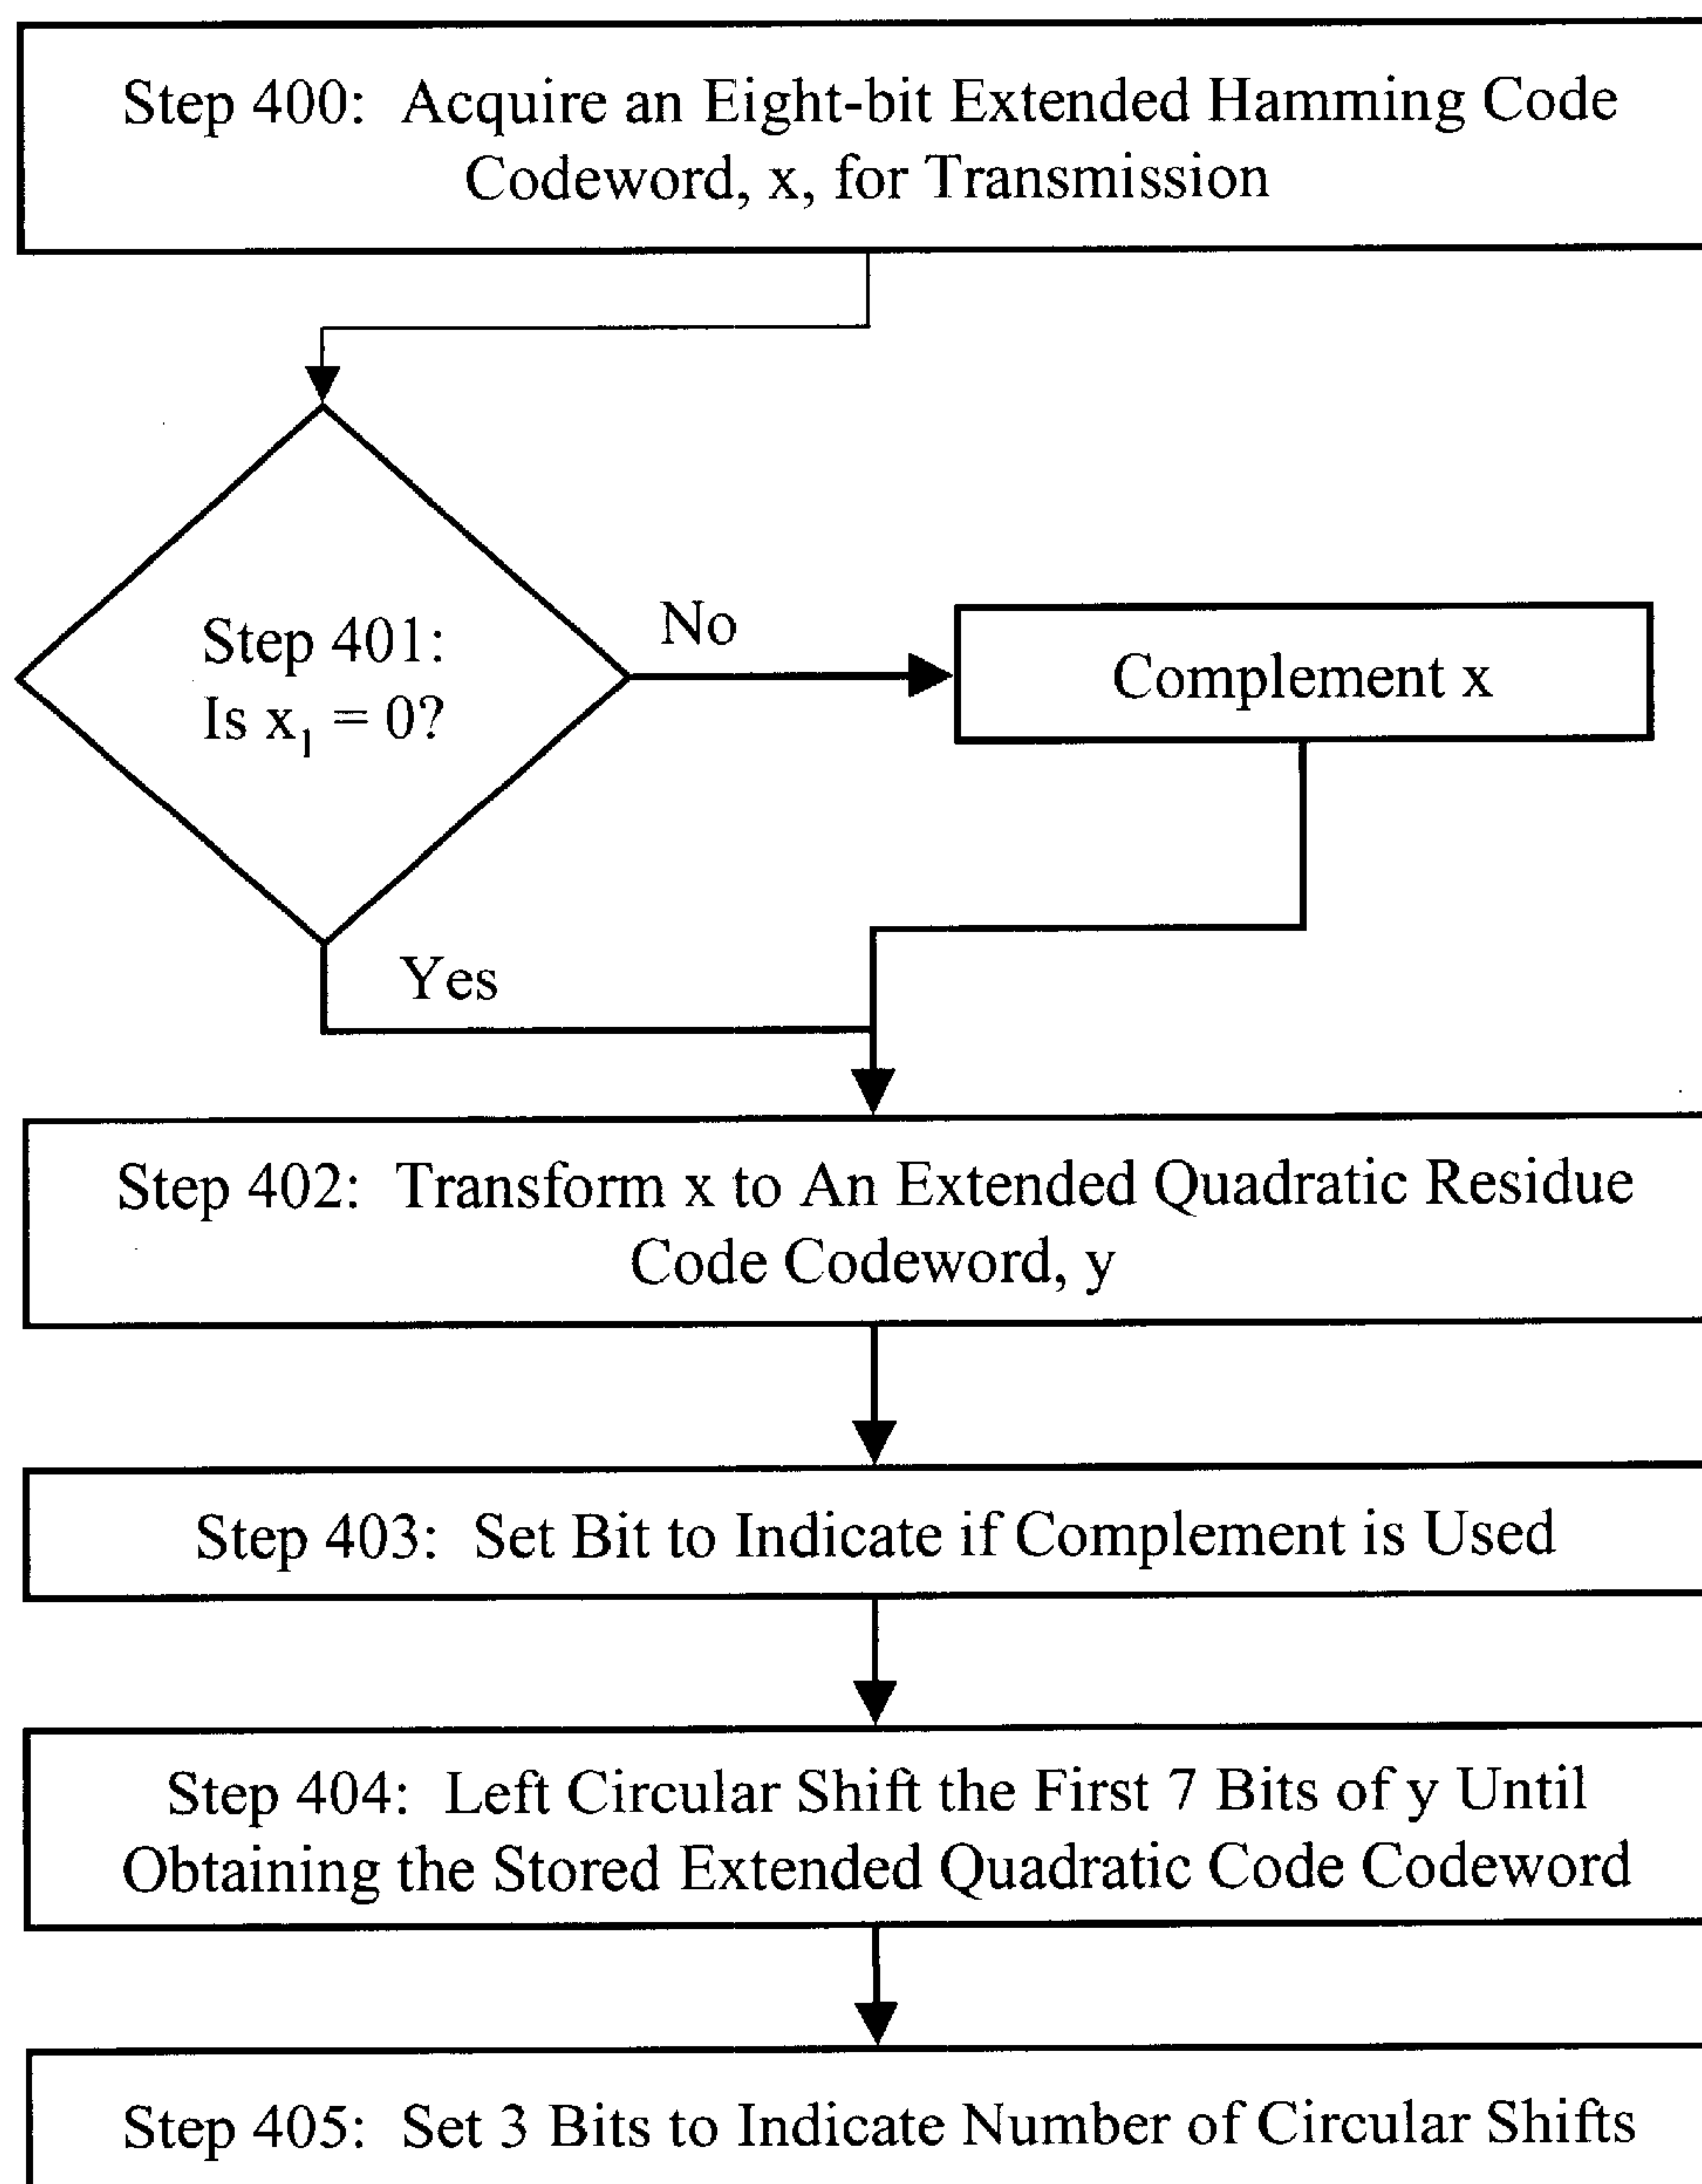 Step 400: Acquire an Eight-bit Extended Hamming Code
Codeword, x, for Transmission
Step 401:
Is x₁ = 0?
No
Complement x
Yes
Step 402: Transform x to An Extended Quadratic Residue
Code Codeword, y
Step 403: Set Bit to Indicate if Complement is Used
Step 404: Left Circular Shift the First 7 Bits of y Until
Obtaining the Stored Extended Quadratic Code Codeword
Step 405: Set 3 Bits to Indicate Number of Circular Shifts